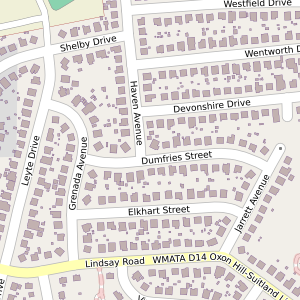 Westfield Drive
Shelby Drive
Wentworth D
Devonshire Drive
Haven Avenue
Leyte Drive
Grenada Avenue
Dumfries Street
Jarrett Avenue
Elkhart Street
Lindsay Road
WMATA D14 Oxon Hill-Suitland L